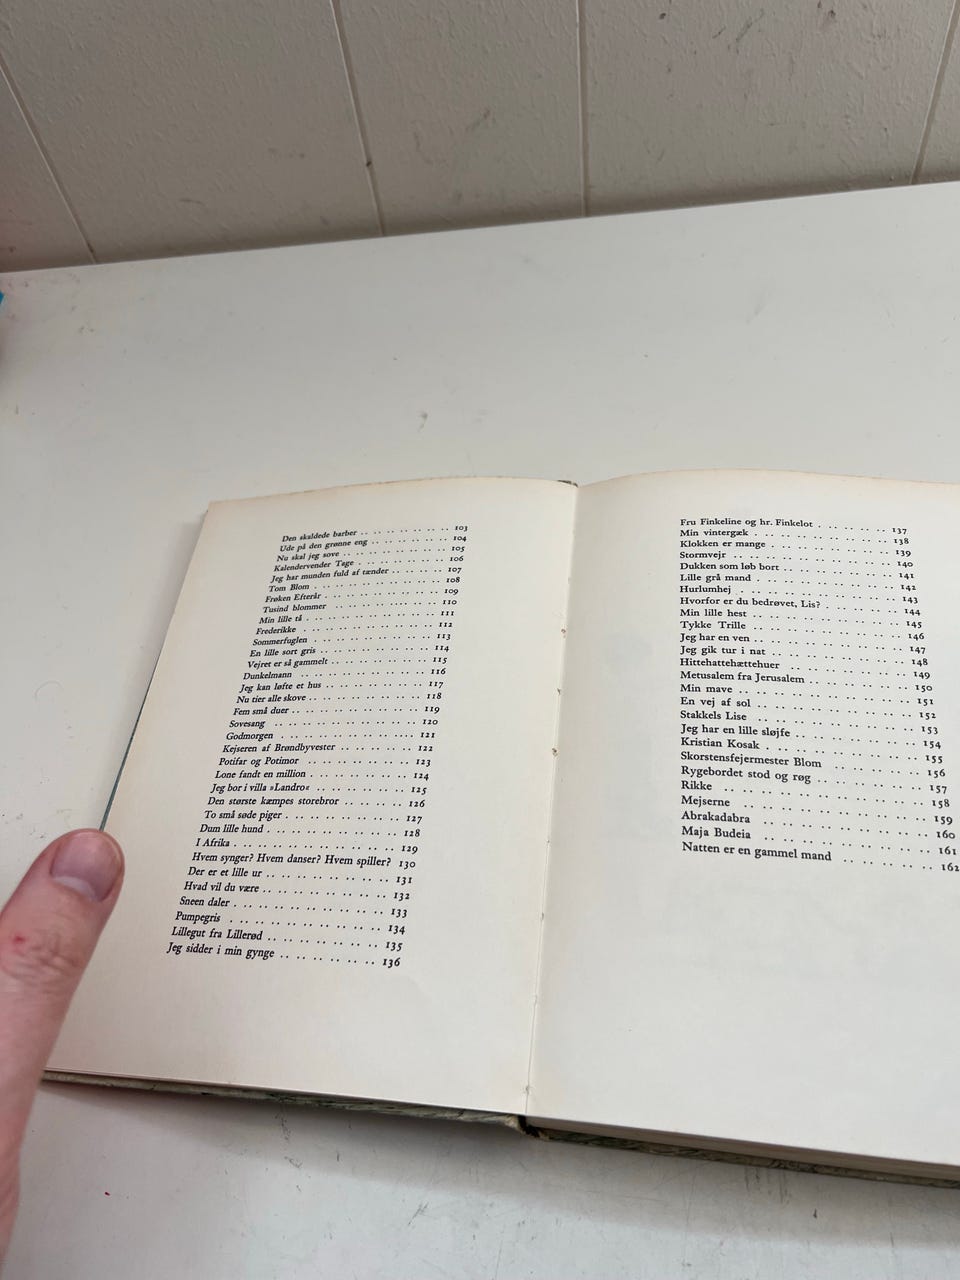 Den skaldede barber .. .. .. .. .. .. 103
Ude på den grønne eng .. .. .. .. .. 104
Nu skal jeg sove .. .. .. .. .. .. .. 105
Kalendervender Tage .. .. .. .. .. .. 106
Jeg har munden fuld af tænder .. .. .. .. 107
Tom Blom .. .. .. .. .. .. .. .. 108
Frøken Efterår .. .. .. .. .. .. .. 109
Tusind blommer .. .. .. .. .. .. .. 110
Min lille tå .. .. .. .. .. .. .. .. 111
Frederikke .. .. .. .. .. .. .. .. 112
Sommerfuglen .. .. .. .. .. .. .. .. 113
En lille sort gris .. .. .. .. .. .. .. 114
Vejret er så gammelt .. .. .. .. .. .. 115
Dunkelmann .. .. .. .. .. .. .. .. 116
Jeg kan løfte et hus .. .. .. .. .. .. 117
Nu tier alle skove .. .. .. .. .. .. .. 118
Fem små duer .. .. .. .. .. .. .. .. 119
Sovesang .. .. .. .. .. .. .. .. .. 120
Godmorgen .. .. .. .. .. .. .. .. 121
Kejseren af Brøndbyvester .. .. .. .. .. 122
Potifar og Potimor .. .. .. .. .. .. .. 123
Lone fandt en million .. .. .. .. .. .. 124
Jeg bor i villa »Landro« .. .. .. .. .. .. 125
Den største kæmpes storebror .. .. .. .. 126
To små søde piger .. .. .. .. .. .. .. 127
Dum lille hund .. .. .. .. .. .. .. .. 128
I Afrika .. .. .. .. .. .. .. .. .. 129
Hvem synger? Hvem danser? Hvem spiller? 130
Der er et lille ur .. .. .. .. .. .. .. 131
Hvad vil du være .. .. .. .. .. .. .. 132
Sneen daler .. .. .. .. .. .. .. .. 133
Pumpegris .. .. .. .. .. .. .. .. 134
Lillegut fra Lillerød .. .. .. .. .. .. .. 135
Jeg sidder i min gynge .. .. .. .. .. .. 136
Fru Finkeline og hr. Finkelot .. .. .. .. 137
Min vintergæk .. .. .. .. .. .. .. 138
Klokken er mange .. .. .. .. .. .. .. 139
Stormvejr .. .. .. .. .. .. .. .. 140
Dukken som løb bort .. .. .. .. .. .. 141
Lille grå mand .. .. .. .. .. .. .. 142
Hurlumhej .. .. .. .. .. .. .. .. 143
Hvorfor er du bedrøvet, Lis? .. .. .. .. 144
Min lille hest .. .. .. .. .. .. .. .. 145
Tykke Trille .. .. .. .. .. .. .. .. 146
Jeg har en ven .. .. .. .. .. .. .. .. 147
Jeg gik tur i nat .. .. .. .. .. .. .. 148
Hittehattehættehuer .. .. .. .. .. .. 149
Metusalem fra Jerusalem .. .. .. .. .. .. 150
Min mave .. .. .. .. .. .. .. .. 151
En vej af sol .. .. .. .. .. .. .. .. 152
Stakkels Lise .. .. .. .. .. .. .. .. 153
Jeg har en lille sløjfe .. .. .. .. .. .. 154
Kristian Kosak .. .. .. .. .. .. .. .. 155
Skorstensfejermester Blom .. .. .. .. .. 156
Rygebordet stod og røg .. .. .. .. .. .. 157
Rikke .. .. .. .. .. .. .. .. .. 158
Mejserne .. .. .. .. .. .. .. .. 159
Abrakadabra .. .. .. .. .. .. .. .. 160
Maja Budeia .. .. .. .. .. .. .. .. 161
Natten er en gammel mand .. .. .. .. .. 162